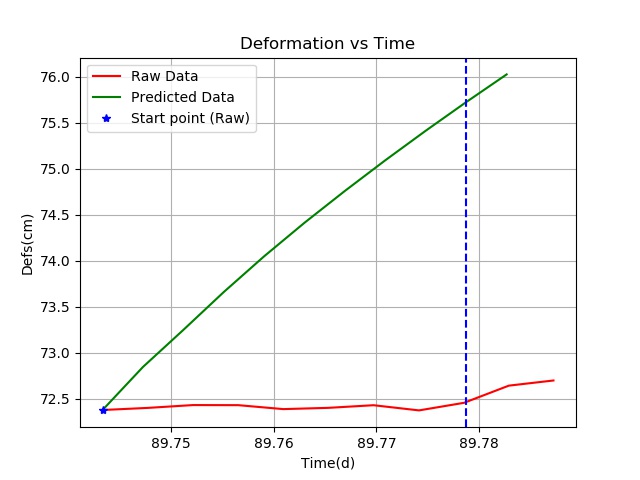 Deformation vs Time
Raw Data
Predicted Data
Start point (Raw)
Defs(cm)
76.0
75.5
75.0
74.5
74.0
73.5
73.0
72.5
89.75 89.76 89.77 89.78
Time(d)